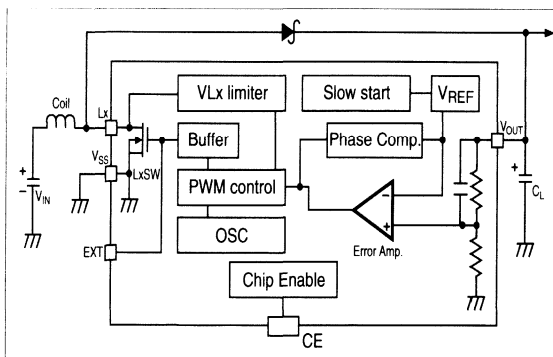 Coil
Lx
VLx limiter
Slow start
VREF
Buffer
Phase Comp.
VOUT
VSS
LxSW
PWM control
+
−
VIN
−
+
+
CL
OSC
Error Amp.
EXT
Chip Enable
CE